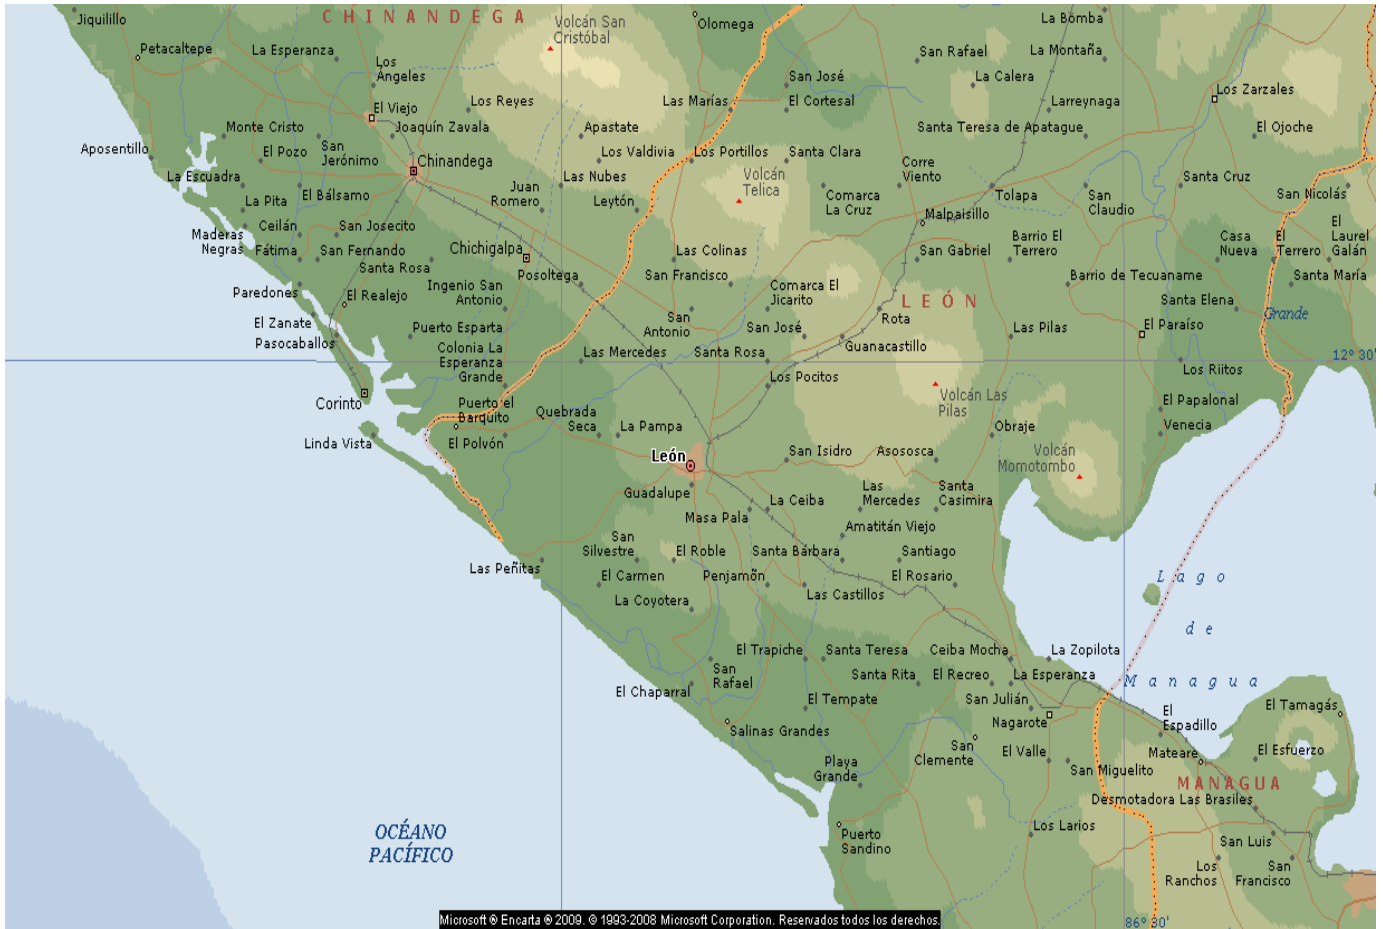 Jiquilillo
CHINANDEGA
Volcán San
Cristóbal
Olomega
La Bomba
Petacaltepe
La Esperanza
Los
Ángeles
San Rafael
La Montaña
San José
La Calera
Los Zarzales
El Viejo
Los Reyes
Las Marías
El Cortesal
Larreynaga
Monte Cristo
Joaquín Zavala
Apastate
Santa Teresa de Apatague
El Ojoche
Aposentillo
El Pozo
San
Jerónimo
Chinandega
Los Valdivia
Los Portillos
Santa Clara
Corre
Viento
La Escuadra
El Bálsamo
Juan
Romero
Las Nubes
Volcán
Telica
Comarca
La Cruz
Tolapa
San
Claudio
Santa Cruz
San Nicolás
La Pita
Leytón
Malpaisillo
Maderas
Negras
Ceilán
San Josecito
Barrio El
Terrero
Casa
Nueva
El
Terrero
El
Laurel
Galán
Fátima
San Fernando
Chichigalpa
Las Colinas
San Gabriel
Santa Rosa
Posoltega
San Francisco
Barrio de Tecuaname
Santa María
Paredones
El Realejo
Ingenio San
Antonio
Comarca El
Jicarito
LEÓN
Santa Elena
Grande
El Zanate
Pasocaballos
Puerto Esparta
San
Antonio
San José
Rota
Las Pilas
El Paraíso
Colonia La
Esperanza
Grande
Las Mercedes
Santa Rosa
Guanacastillo
12° 30'
Los Pocitos
Los Riitos
Corinto
Puerto el
Barquito
Quebrada
Seca
Volcán Las
Pilas
El Papalonal
Linda Vista
El Polvón
La Pampa
Obraje
Venecia
León
San Isidro
Asososca
Volcán
Momotombo
Guadalupe
La Ceiba
Las
Mercedes
Santa
Casimira
Masa Pala
Amatitán Viejo
San
Silvestre
El Roble
Santa Bárbara
Santiago
Las Peñitas
El Carmen
Penjamón
El Rosario
Lago
La Coyotera
Las Castillos
de
El Trapiche
Santa Teresa
Ceiba Mocha
La Zopilota
San
Rafael
Santa Rita
El Recreo
La Esperanza
Managua
El Chaparral
El Tempate
San Julián
Nagarote
El
Espadillo
El Tamagás
Salinas Grandes
San
Clemente
El Valle
Mateare
El Esfuerzo
Playa
Grande
San Miguelito
MANAGUA
Desmotadora Las Brasiles
OCÉANO
PACÍFICO
Puerto
Sandino
Los Larios
San Luis
Los
Ranchos
San
Francisco
Microsoft ® Encarta ® 2009. © 1993-2008 Microsoft Corporation. Reservados todos los derechos.
86° 30'